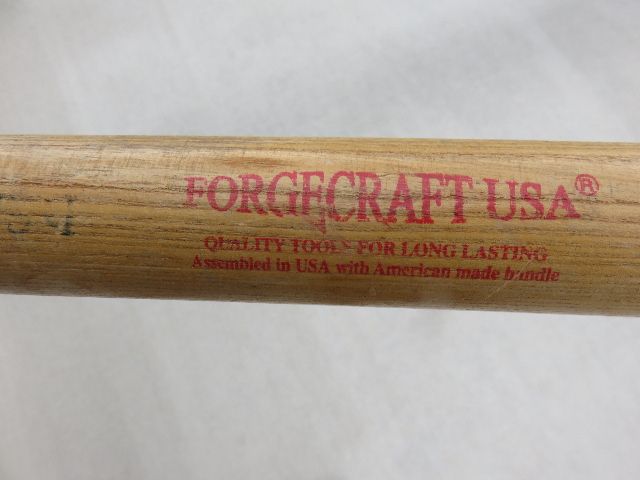 FORGECRAFT USA®
QUALITY TOOLS FOR LONG LASTING
Assembled in USA with American made handle